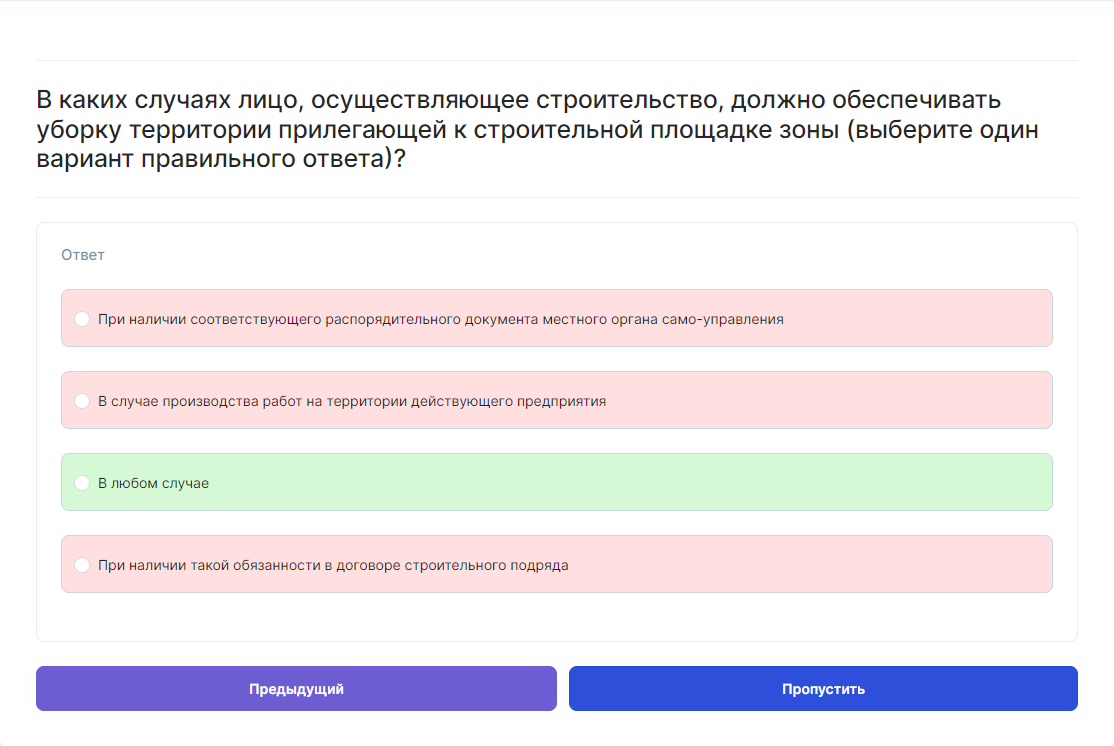 В каких случаях лицо, осуществляющее строительство, должно обеспечивать
уборку территории прилегающей к строительной площадке зоны (выберите один
вариант правильного ответа)?
Ответ
При наличии соответствующего распорядительного документа местного органа само-управления
В случае производства работ на территории действующего предприятия
В любом случае
При наличии такой обязанности в договоре строительного подряда
Предыдущий
Пропустить